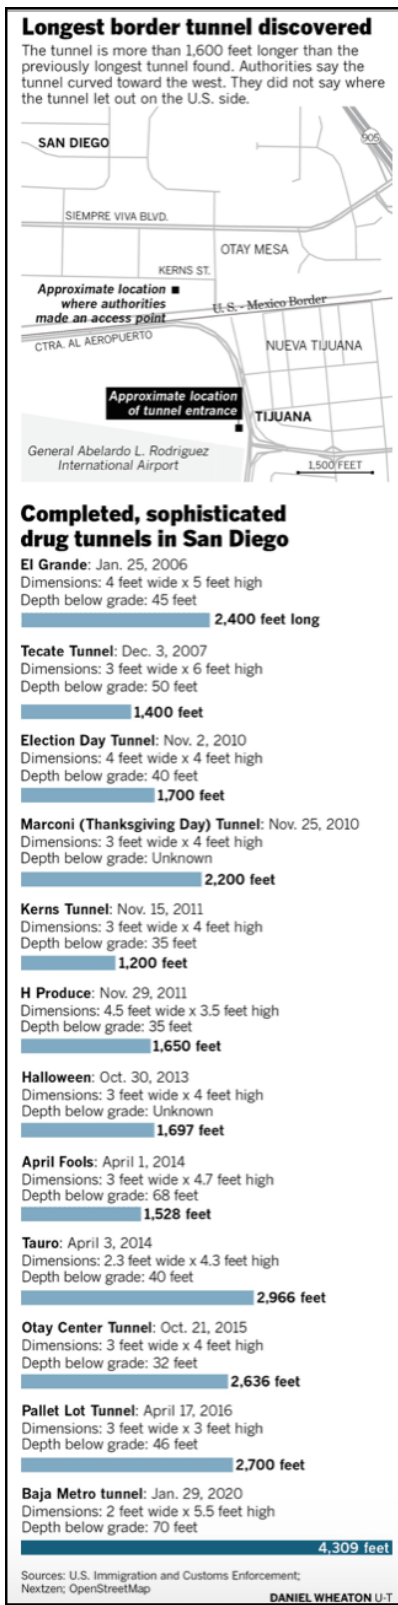 Longest border tunnel discovered
The tunnel is more than 1,600 feet longer than the
previously longest tunnel found. Authorities say the
tunnel curved toward the west. They did not say where
the tunnel let out on the U.S. side.
905
SAN DIEGO
SIEMPRE VIVA BLVD.
OTAY MESA
KERNS ST.
Approximate location
where authorities
made an access point
U. S. - Mexico Border
CTRA. AL AEROPUERTO
NUEVA TIJUANA
Approximate location
of tunnel entrance
TIJUANA
General Abelardo L. Rodriguez
International Airport
1,500 FEET
Completed, sophisticated
drug tunnels in San Diego
El Grande: Jan. 25, 2006
Dimensions: 4 feet wide x 5 feet high
Depth below grade: 45 feet
2,400 feet long
Tecate Tunnel: Dec. 3, 2007
Dimensions: 3 feet wide x 6 feet high
Depth below grade: 50 feet
1,400 feet
Election Day Tunnel: Nov. 2, 2010
Dimensions: 4 feet wide x 4 feet high
Depth below grade: 40 feet
1,700 feet
Marconi (Thanksgiving Day) Tunnel: Nov. 25, 2010
Dimensions: 3 feet wide x 4 feet high
Depth below grade: Unknown
2,200 feet
Kerns Tunnel: Nov. 15, 2011
Dimensions: 3 feet wide x 4 feet high
Depth below grade: 35 feet
1,200 feet
H Produce: Nov. 29, 2011
Dimensions: 4.5 feet wide x 3.5 feet high
Depth below grade: 35 feet
1,650 feet
Halloween: Oct. 30, 2013
Dimensions: 3 feet wide x 4 feet high
Depth below grade: Unknown
1,697 feet
April Fools: April 1, 2014
Dimensions: 3 feet wide x 4.7 feet high
Depth below grade: 68 feet
1,528 feet
Tauro: April 3, 2014
Dimensions: 2.3 feet wide x 4.3 feet high
Depth below grade: 40 feet
2,966 feet
Otay Center Tunnel: Oct. 21, 2015
Dimensions: 3 feet wide x 4 feet high
Depth below grade: 32 feet
2,636 feet
Pallet Lot Tunnel: April 17, 2016
Dimensions: 3 feet wide x 3 feet high
Depth below grade: 46 feet
2,700 feet
Baja Metro tunnel: Jan. 29, 2020
Dimensions: 2 feet wide x 5.5 feet high
Depth below grade: 70 feet
4,309 feet
Sources: U.S. Immigration and Customs Enforcement;
Nextzen; OpenStreetMap
DANIEL WHEATON U-T